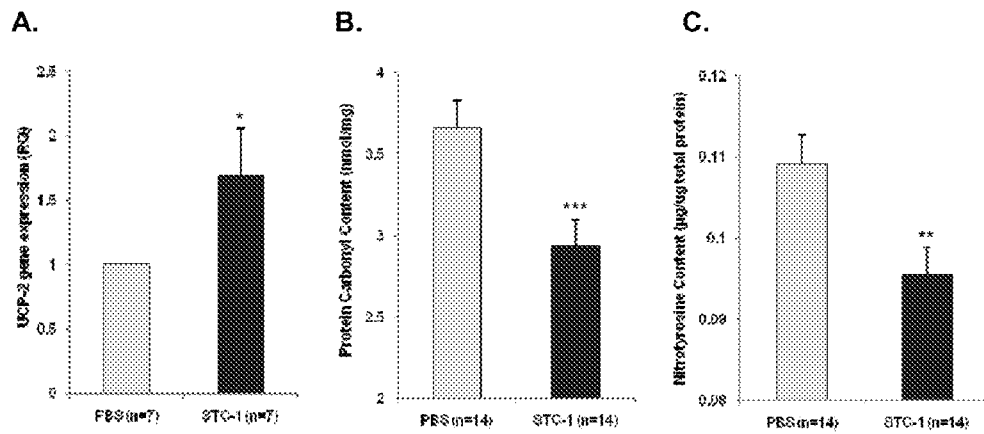 A.
B.
C.
UCP-2 gene expression (RQ)
2.5
2
1.5
1
0.5
0
*
PBS (n=7)
STC-1 (n=7)
Protein Carbonyl Content (nmol/mg)
4
3.5
3
2.5
2
***
PBS (n=14)
STC-1 (n=14)
Nitrotyrosine Content (µg/ug total protein)
0.12
0.11
0.1
0.09
0.08
**
PBS (n=14)
STC-1 (n=14)